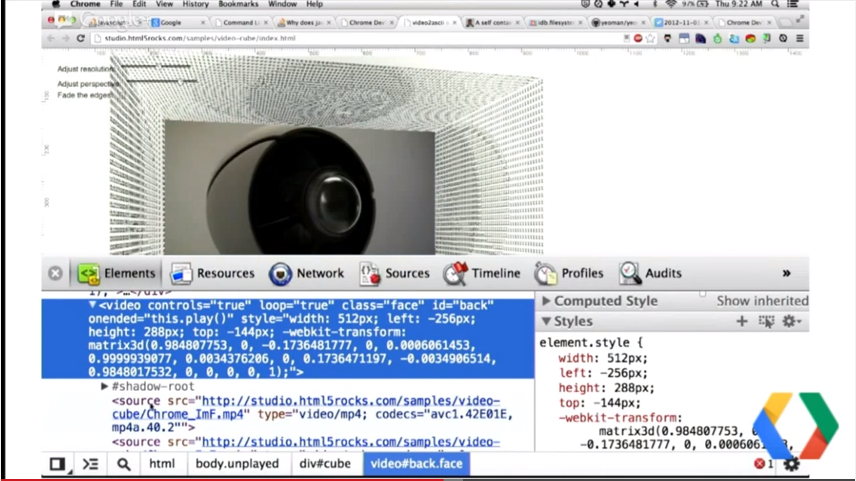 Chrome File Edit View History Bookmarks Window Help 97% Thu 9:22 AM
Google Command L Why does ja Chrome Dev video2asci A self contai idb.filesystem yeoman/yeo 2012-11-0 Chrome Dev
studio.html5rocks.com/samples/video-cube/index.html
Adjust resolution:
Adjust perspective:
Fade the edges:
Elements Resources Network Sources Timeline Profiles Audits »
▼<video controls="true" loop="true" class="face" id="back"
onended="this.play()" style="width: 512px; left: -256px;
height: 288px; top: -144px; -webkit-transform:
matrix3d(0.984807753, 0, -0.1736481777, 0, 0.0006061453,
0.9999939077, 0.0034376206, 0, 0.1736471197, -0.0034906514,
0.9848017532, 0, 0, 0, 0, 1);">
▶#shadow-root
<source src="http://studio.html5rocks.com/samples/video-
cube/Chrome_ImF.mp4" type="video/mp4; codecs="avc1.42E01E,
mp4a.40.2"">
<source src="http://studio.html5rocks.com/samples/video-
▶ Computed Style Show inherited
▼ Styles
element.style {
width: 512px;
left: -256px;
height: 288px;
top: -144px;
-webkit-transform:
matrix3d(0.984807753, 0,
-0.1736481777, 0, 0.00061
html body.unplayed div#cube video#back.face 1